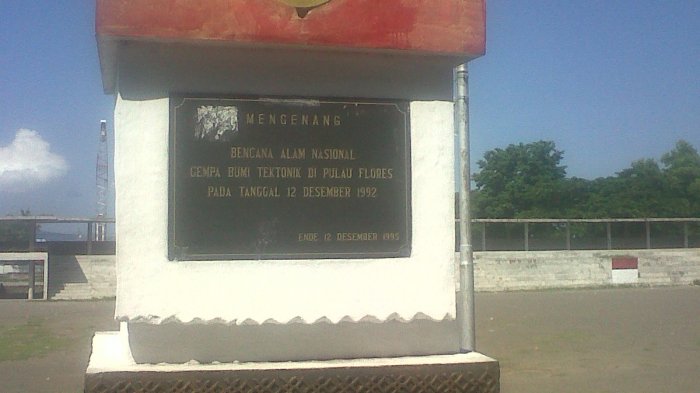 MENGENANG
BENCANA ALAM NASIONAL
GEMPA BUMI TEKTONIK DI PULAU FLORES
PADA TANGGAL 12 DESEMBER 1992
ENDE 12 DESEMBER 1995